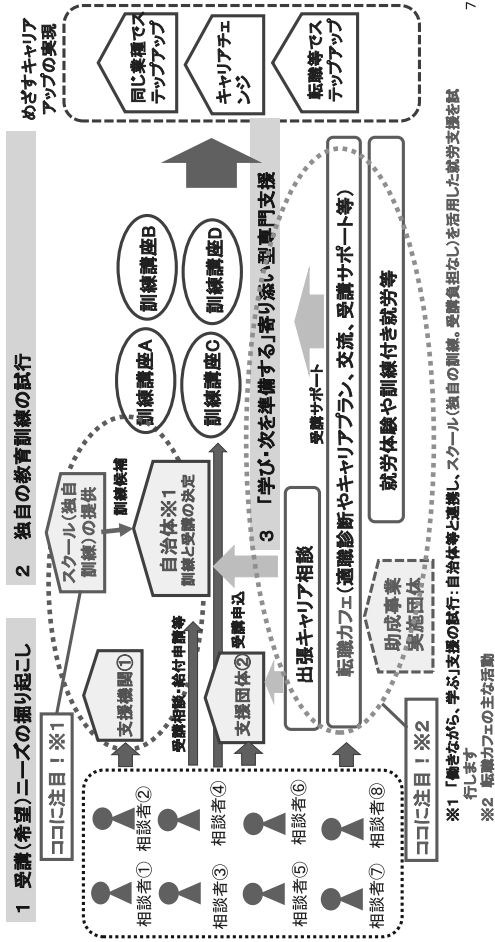 1　受講（希望）ニーズの掘り起こし
2　独自の教育訓練の試行
めざすキャリア
アップの実現
ココに注目！※1
スクール（独自
訓練）の提供
訓練候補
支援機関①
自治体※1
訓練と受講の決定
訓練講座A
訓練講座B
訓練講座C
訓練講座D
同じ業種でス
テップアップ
キャリアチェ
ンジ
転職等でス
テップアップ
相談者①
相談者②
相談者③
相談者④
相談者⑤
相談者⑥
相談者⑦
相談者⑧
受講相談・給付申請等
受講申込
支援団体②
3　「学び・次を準備する」寄り添い型専門支援
受講サポート
出張キャリア相談
転職カフェ（適職診断やキャリアプラン、交流、受講サポート等）
助成事業
実施団体
就労体験や訓練付き就労等
ココに注目！※2
※1　「働きながら、学ぶ」支援の試行：自治体等と連携し、スクール（独自の訓練。受講負担なし）を活用した就労支援を試
行します
※2　転職カフェの主な活動
7